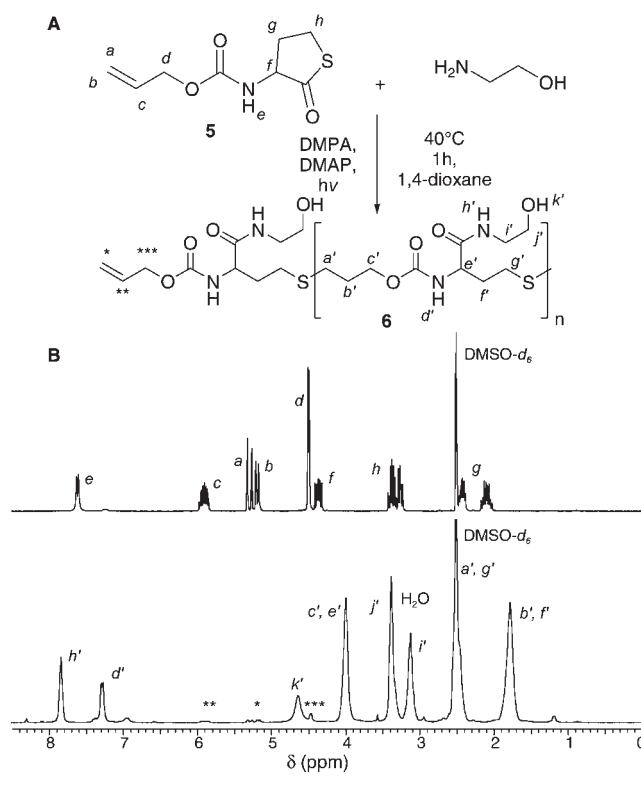 A
g h
a d O f S
b c O N H e O
5
+
H2N OH
DMPA,
DMAP,
hν
40°C
1h,
1,4-dioxane
OH h' OH k'
H N O H N i' j'
* *** O a' c' O e' g'
** O N H S b' O N H d' f' S
6
n
B
DMSO-d6
d
a b h g
e c f
DMSO-d6
a', g'
c', e' j' H2O b', f'
h' i'
d' k'
** * ***
8 7 6 5 4 3 2 1 0
δ (ppm)